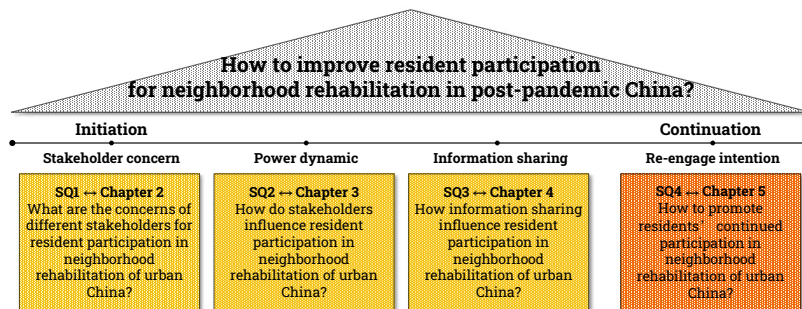 How to improve resident participation
for neighborhood rehabilitation in post-pandemic China?
Initiation
Continuation
Stakeholder concern
Power dynamic
Information sharing
Re-engage intention
SQ1 ↔ Chapter 2
What are the concerns of
different stakeholders for
resident participation in
neighborhood
rehabilitation of urban
China?
SQ2 ↔ Chapter 3
How do stakeholders
influence resident
participation in
neighborhood
rehabilitation of urban
China?
SQ3 ↔ Chapter 4
How information sharing
influence resident
participation in
neighborhood
rehabilitation of urban
China?
SQ4 ↔ Chapter 5
How to promote
residents’ continued
participation in
neighborhood
rehabilitation of urban
China?